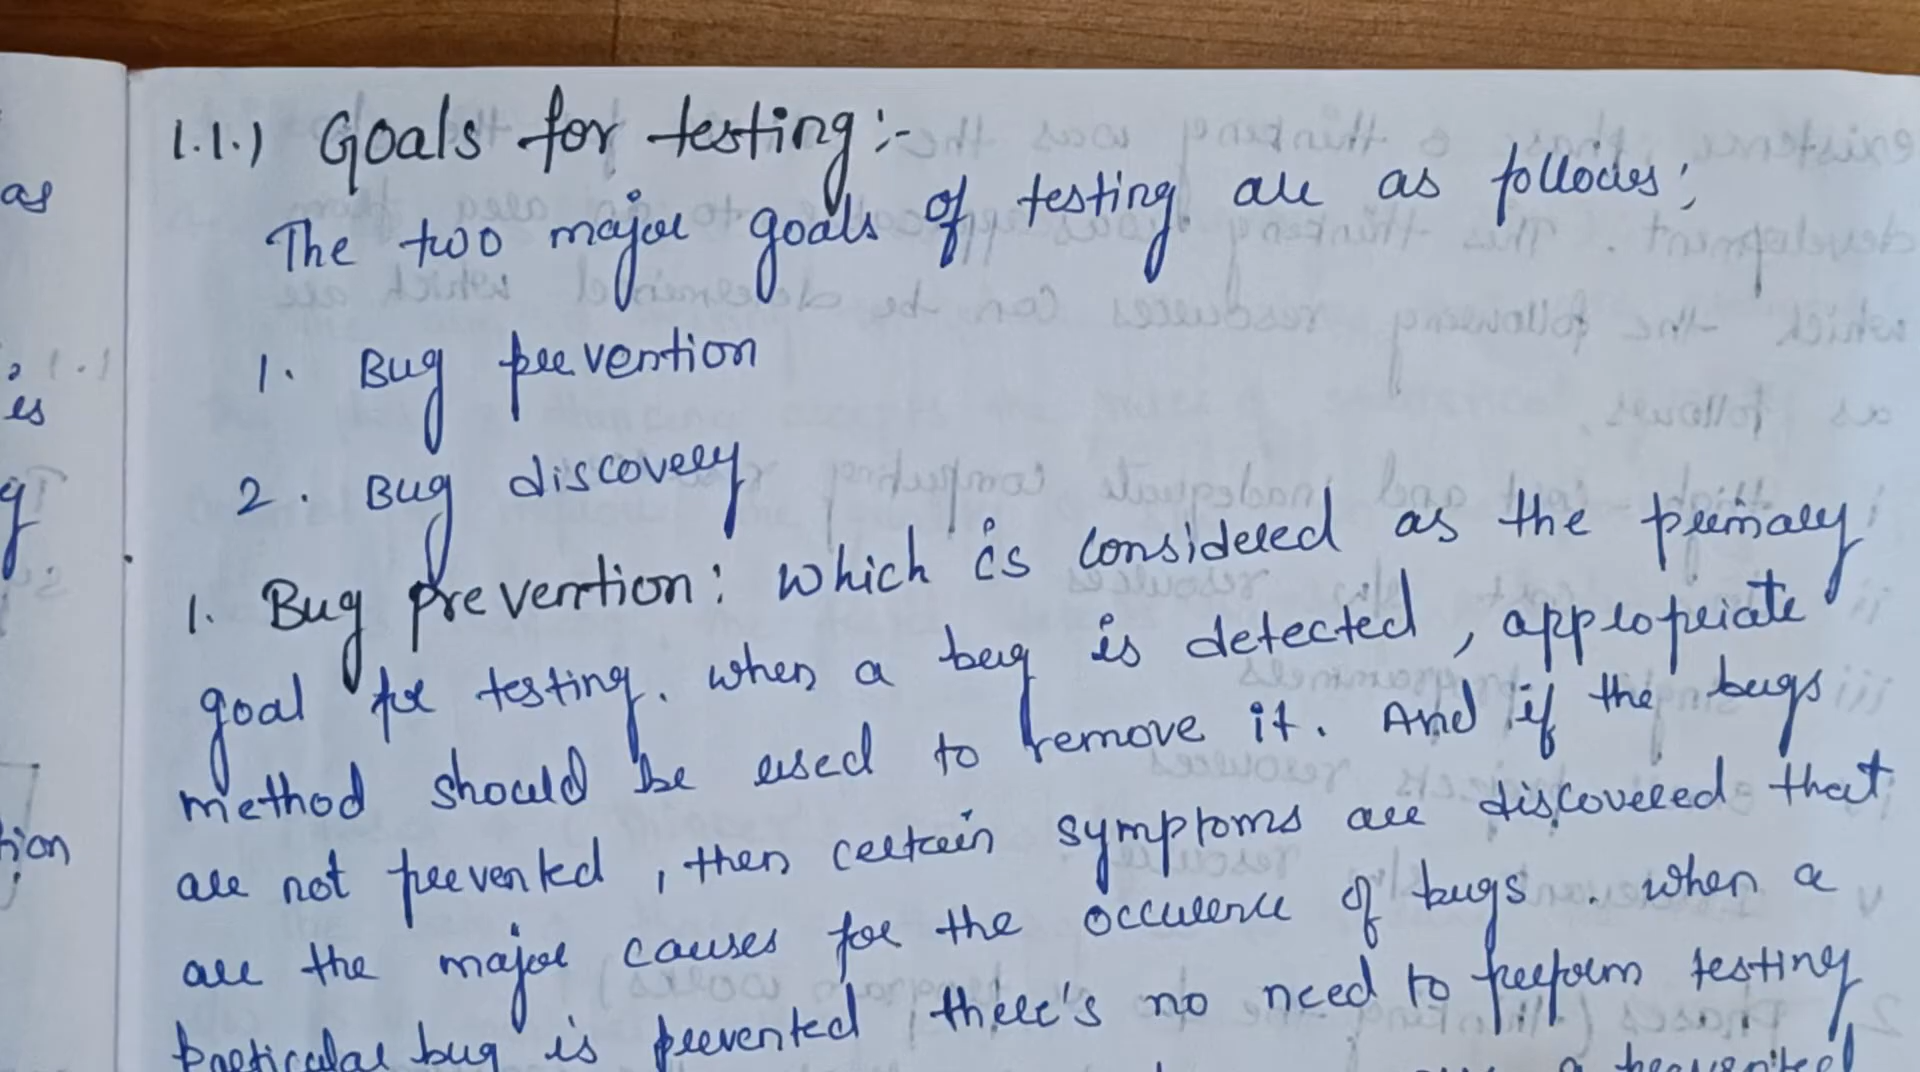 as
es
g
tion
1.1.) Goals for testing :-
The two major goals of testing are as follows;
1. Bug prevention
2. Bug discovery
1. Bug prevention: which is considered as the primary
goal for testing. when a bug is detected, appropriate
method should be used to remove it. And if the bugs
are not prevented, then certain symptoms are discovered that
are the major causes for the occurence of bugs. when a
particular bug is prevented there's no need to perform testing